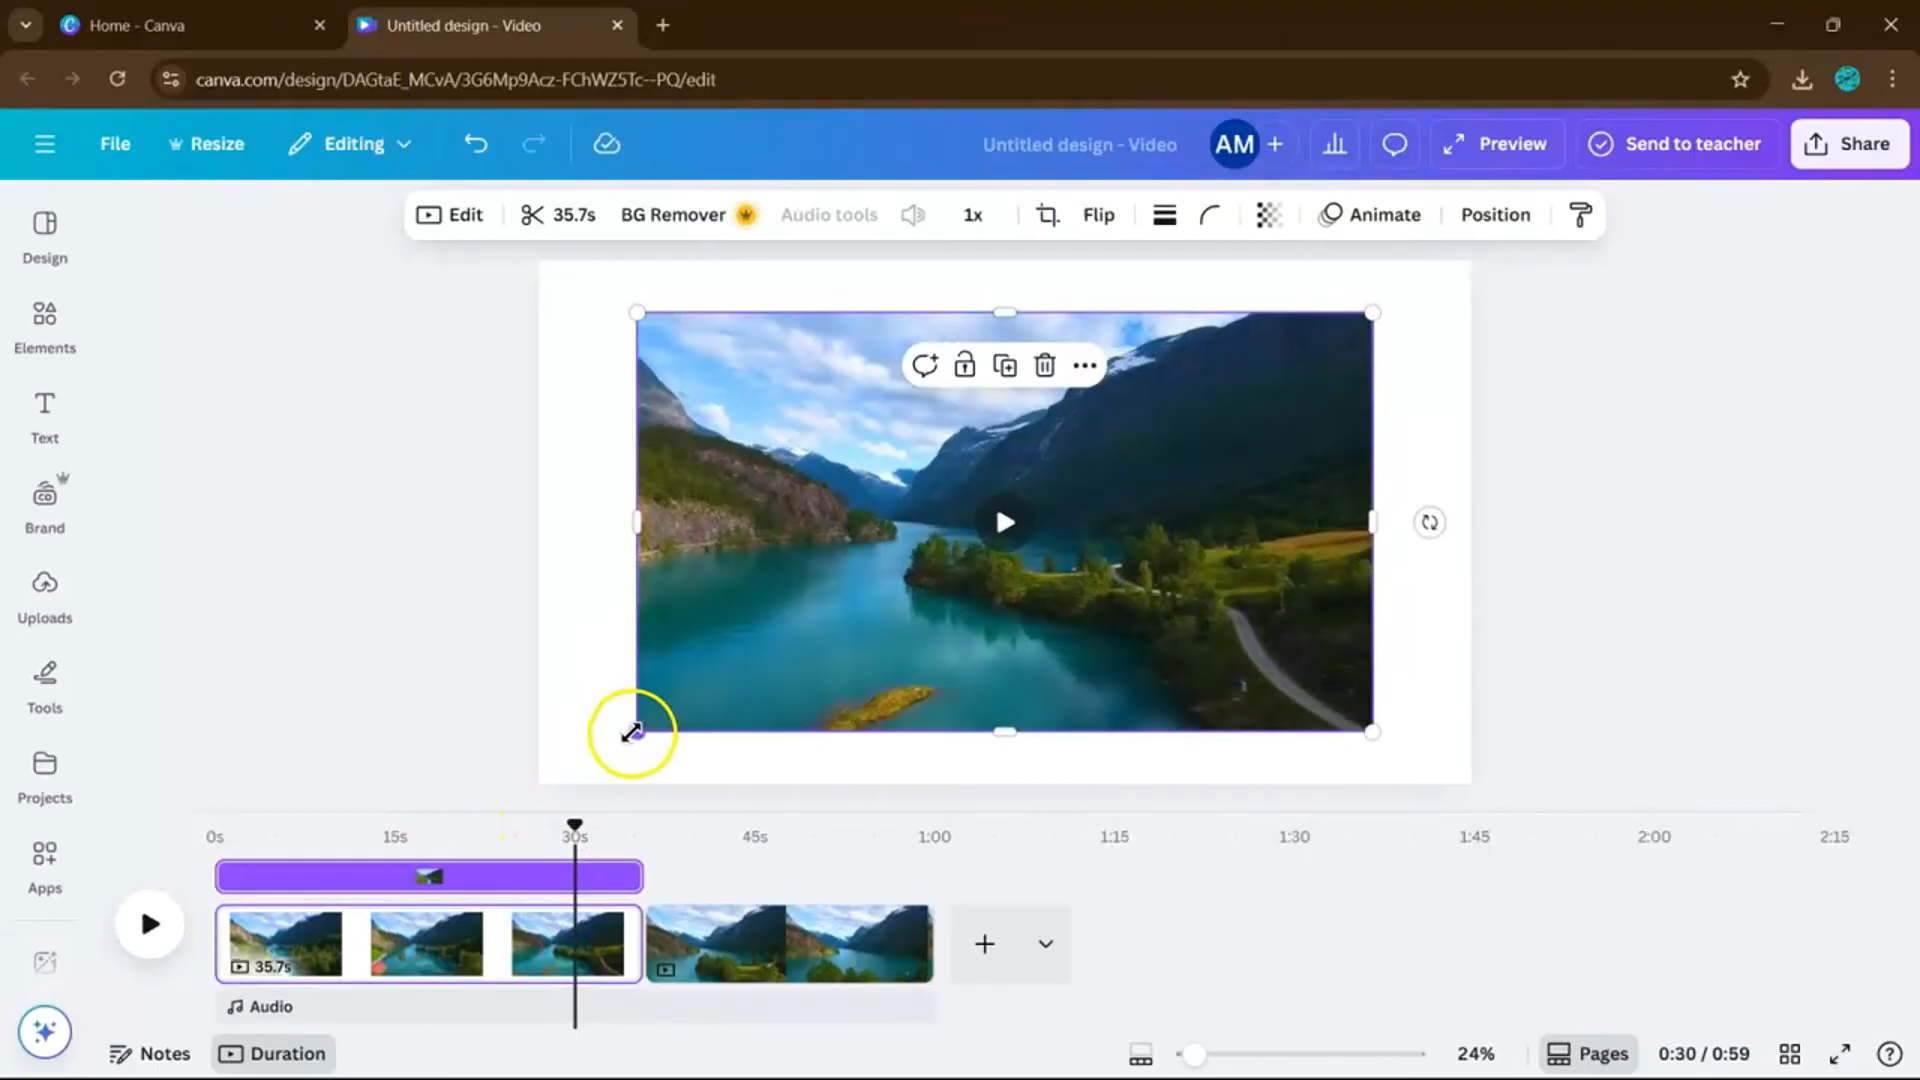 Home - Canva
Untitled design - Video
canva.com/design/DAGtaE_MCvA/3G6Mp9Acz-FChWZ5Tc--PQ/edit
File
Resize
Editing
Untitled design - Video
AM
Preview
Send to teacher
Share
Edit
35.7s
BG Remover
Audio tools
1x
Flip
Animate
Position
Design
Elements
Text
Brand
Uploads
Tools
Projects
Apps
0s 15s 30s 45s 1:00 1:15 1:30 1:45 2:00 2:15
35.7s
Audio
Notes
Duration
24%
Pages
0:30 / 0:59